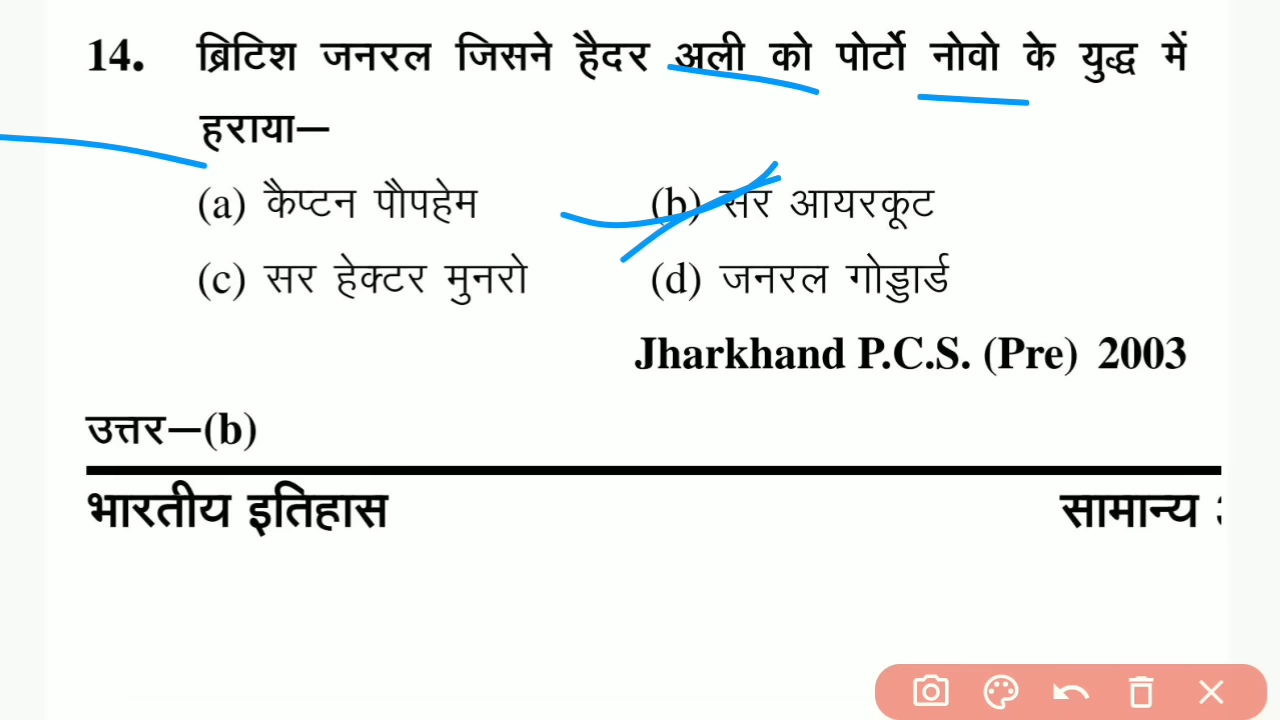 14. ब्रिटिश जनरल जिसने हैदर अली को पोर्टो नोवो के युद्ध में
हराया—
(a) कैप्टन पौपहेम (b) सर आयरकूट
(c) सर हेक्टर मुनरो (d) जनरल गोड्डार्ड
Jharkhand P.C.S. (Pre) 2003
उत्तर—(b)
भारतीय इतिहास सामान्य